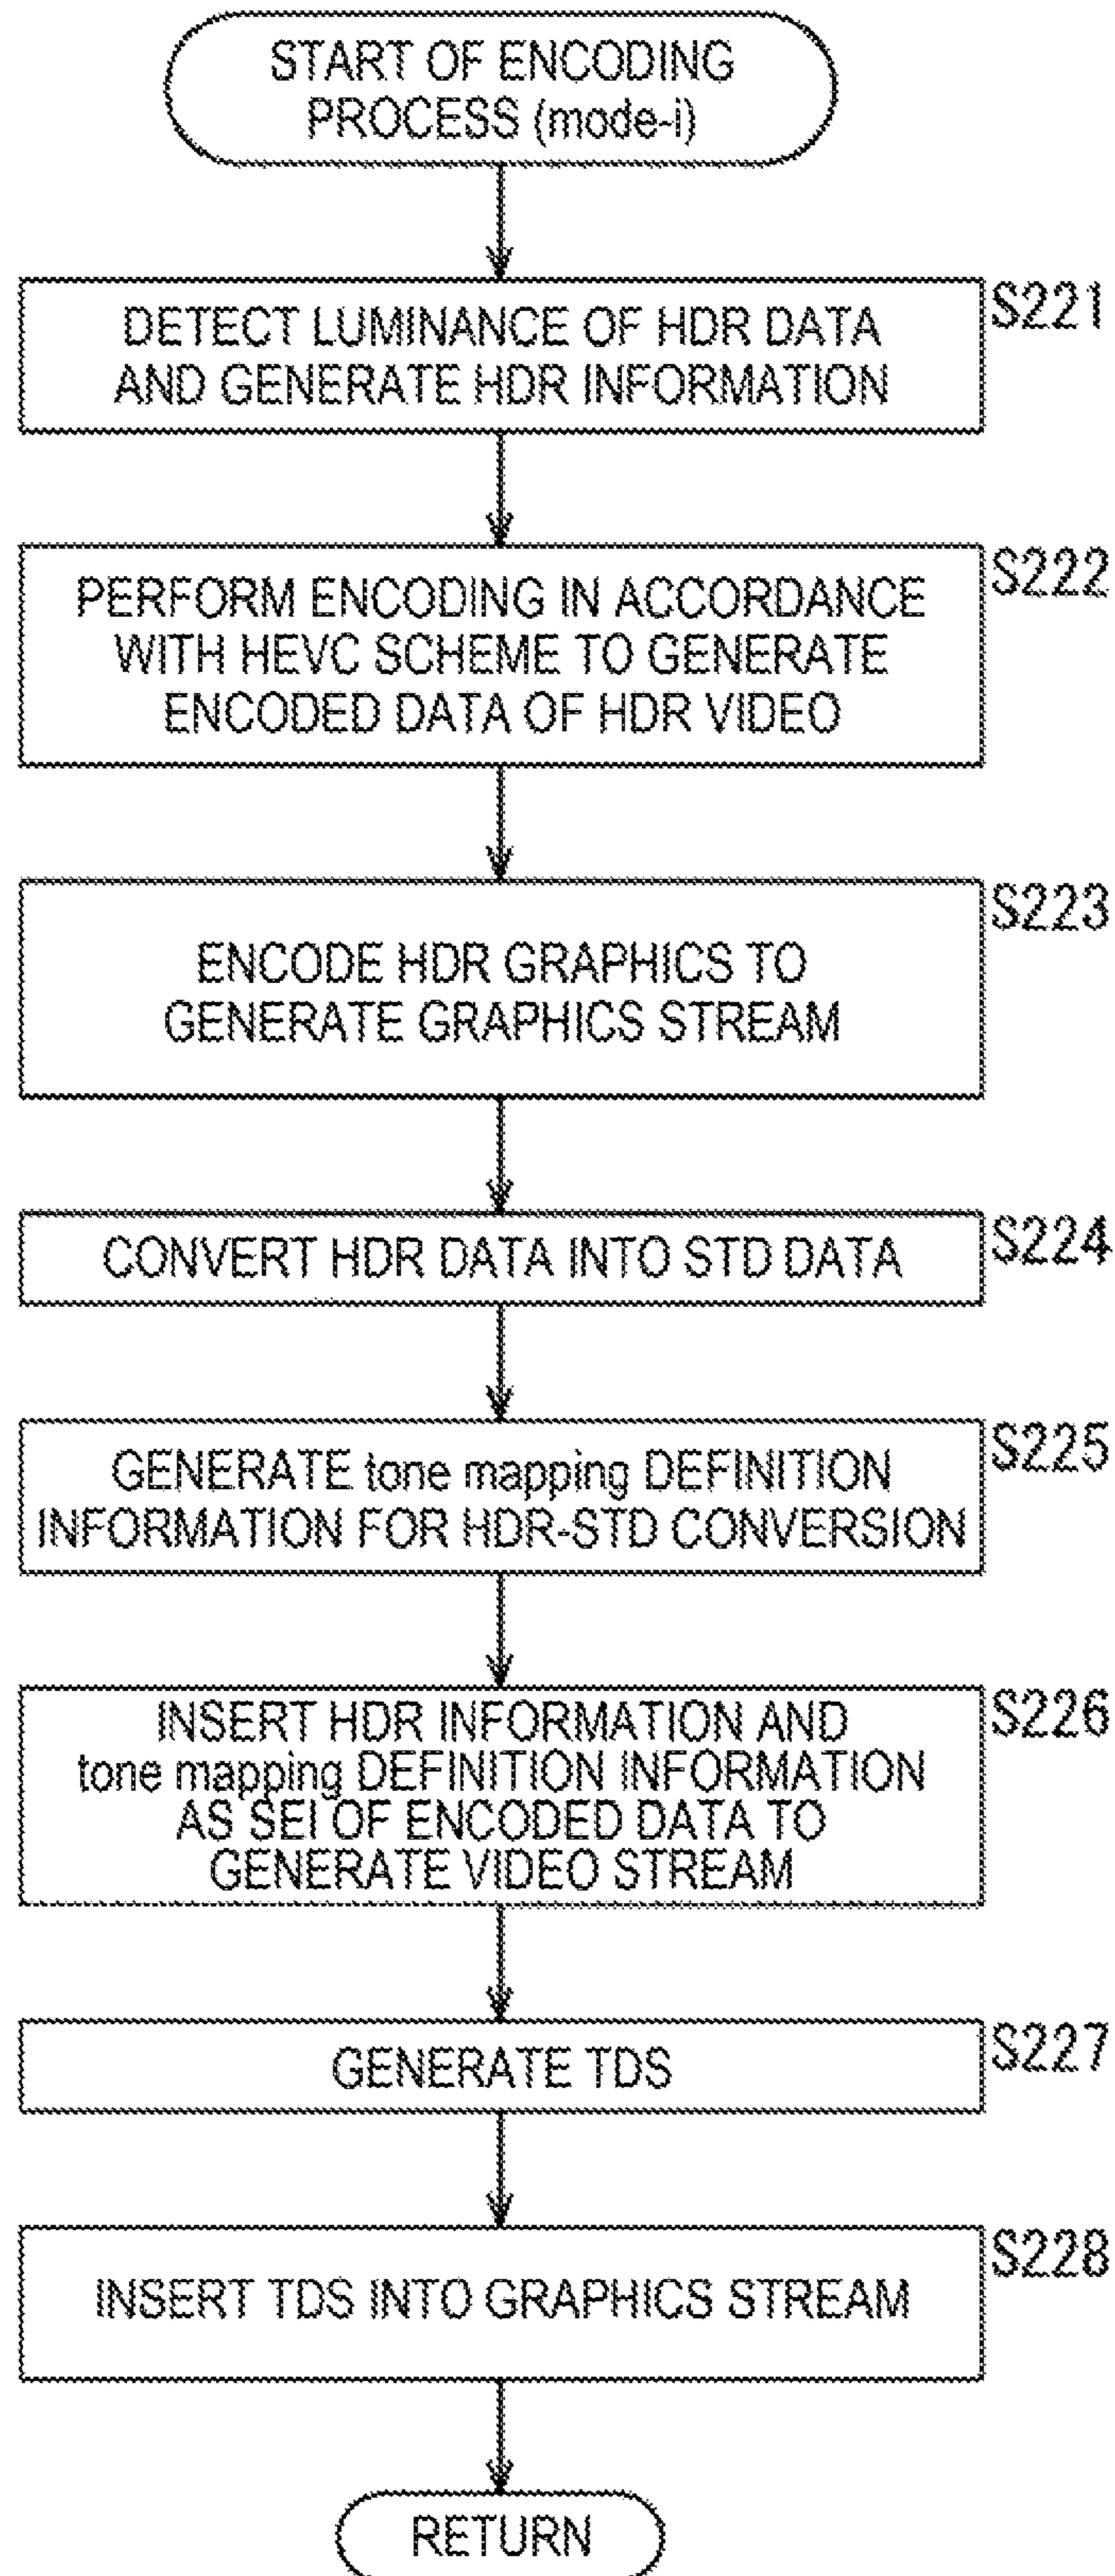 START OF ENCODING
PROCESS (mode-i)
S221
DETECT LUMINANCE OF HDR DATA
AND GENERATE HDR INFORMATION
S222
PERFORM ENCODING IN ACCORDANCE
WITH HEVC SCHEME TO GENERATE
ENCODED DATA OF HDR VIDEO
S223
ENCODE HDR GRAPHICS TO
GENERATE GRAPHICS STREAM
S224
CONVERT HDR DATA INTO STD DATA
S225
GENERATE tone mapping DEFINITION
INFORMATION FOR HDR-STD CONVERSION
S226
INSERT HDR INFORMATION AND
tone mapping DEFINITION INFORMATION
AS SEI OF ENCODED DATA TO
GENERATE VIDEO STREAM
S227
GENERATE TDS
S228
INSERT TDS INTO GRAPHICS STREAM
RETURN